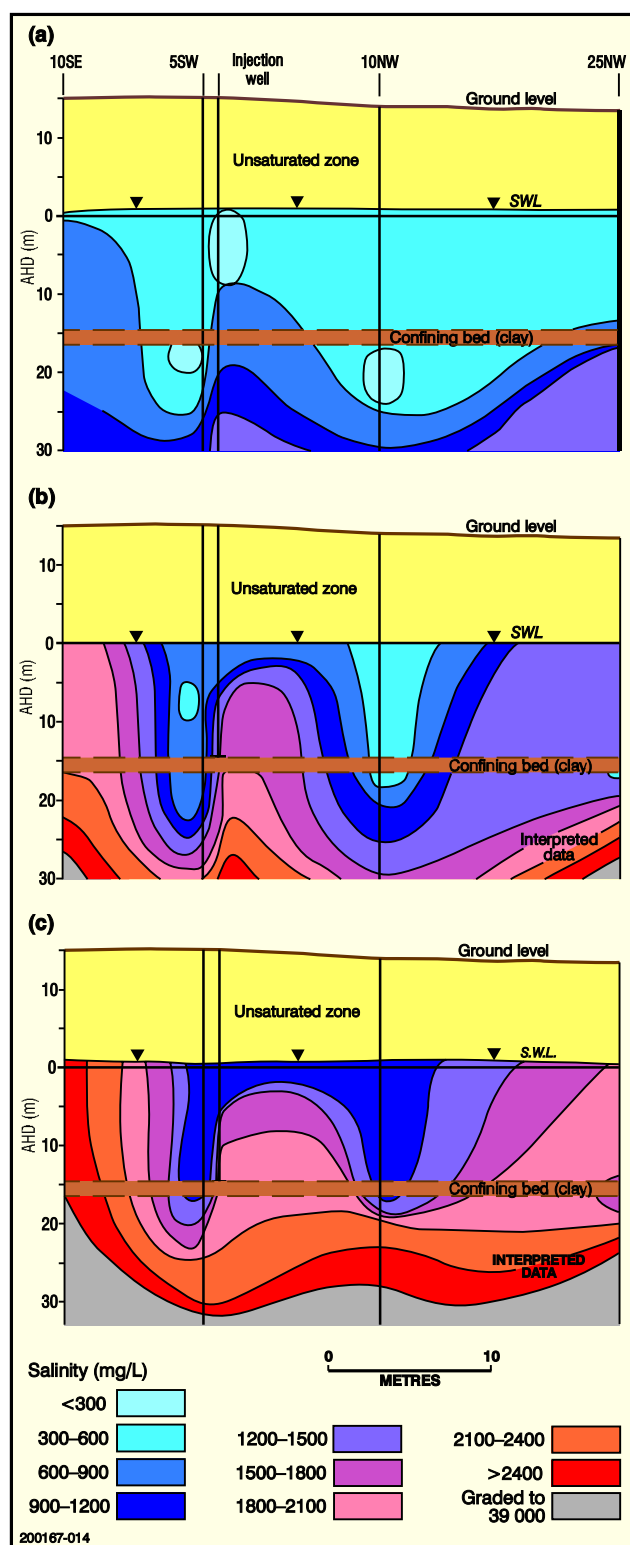 (a)
10SE 5SW Injection well 10NW 25NW
Ground level
10
Unsaturated zone
SWL
0
AHD (m)
10
Confining bed (clay)
20
30
(b)
Ground level
10
Unsaturated zone
SWL
0
AHD (m)
10
Confining bed (clay)
20
Interpreted
data
30
(c)
Ground level
10
Unsaturated zone
S.W.L.
0
AHD (m)
10
Confining bed (clay)
20
INTERPRETED
DATA
30
Salinity (mg/L)
0 10
METRES
<300
300–600 1200–1500 2100–2400
600–900 1500–1800 >2400
900–1200 1800–2100 Graded to
39 000
200167-014